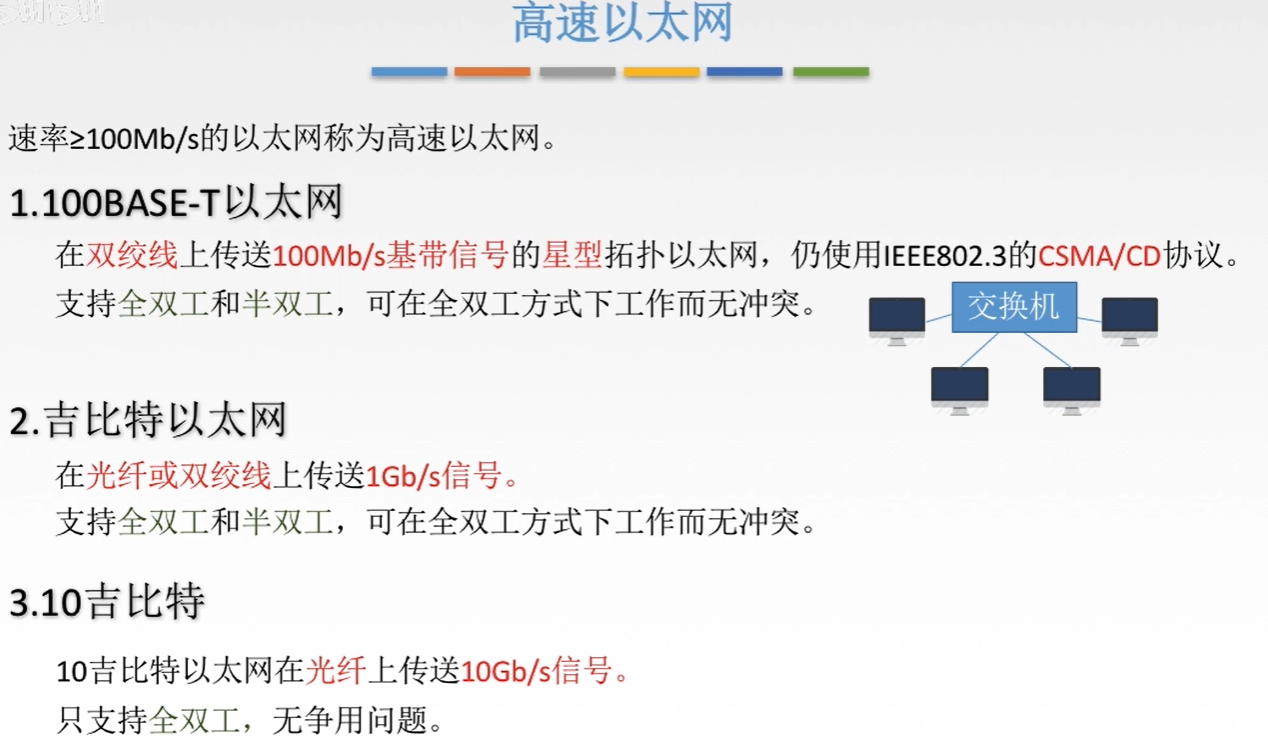 高速以太网
速率≥100Mb/s的以太网称为高速以太网。
1.100BASE-T以太网
在双绞线上传送100Mb/s基带信号的星型拓扑以太网，仍使用IEEE802.3的CSMA/CD协议。
支持全双工和半双工，可在全双工方式下工作而无冲突。
交换机
2.吉比特以太网
在光纤或双绞线上传送1Gb/s信号。
支持全双工和半双工，可在全双工方式下工作而无冲突。
3.10吉比特
10吉比特以太网在光纤上传送10Gb/s信号。
只支持全双工，无争用问题。